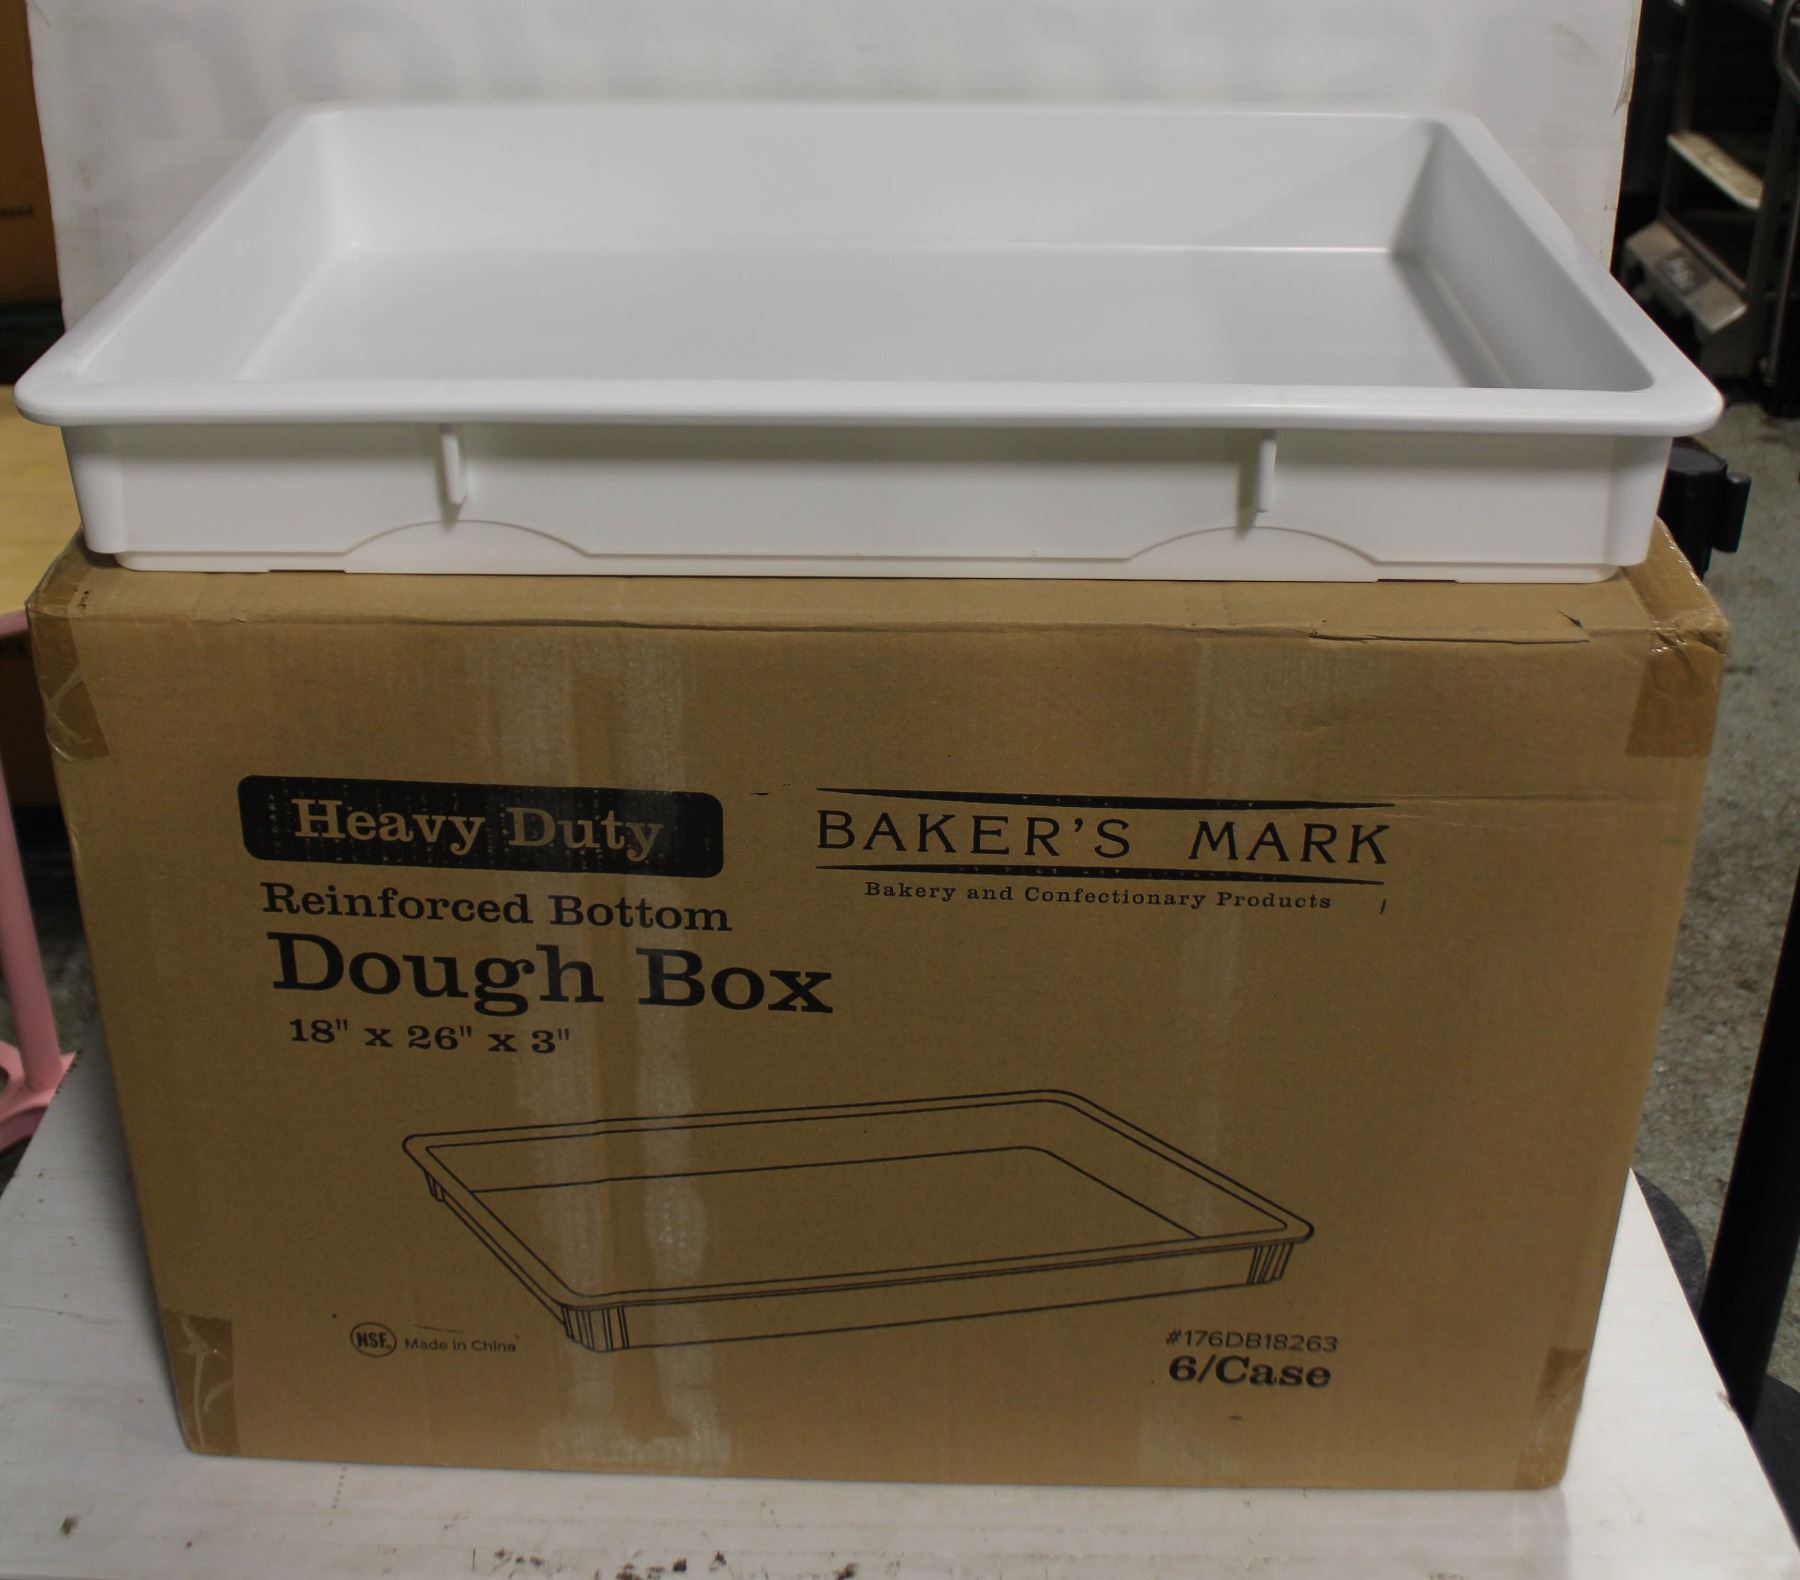 Heavy Duty
Reinforced Bottom
Dough Box
18" x 26" x 3"
BAKER'S MARK
Bakery and Confectionary Products
NSF® Made in China
#176DB18263
6/Case